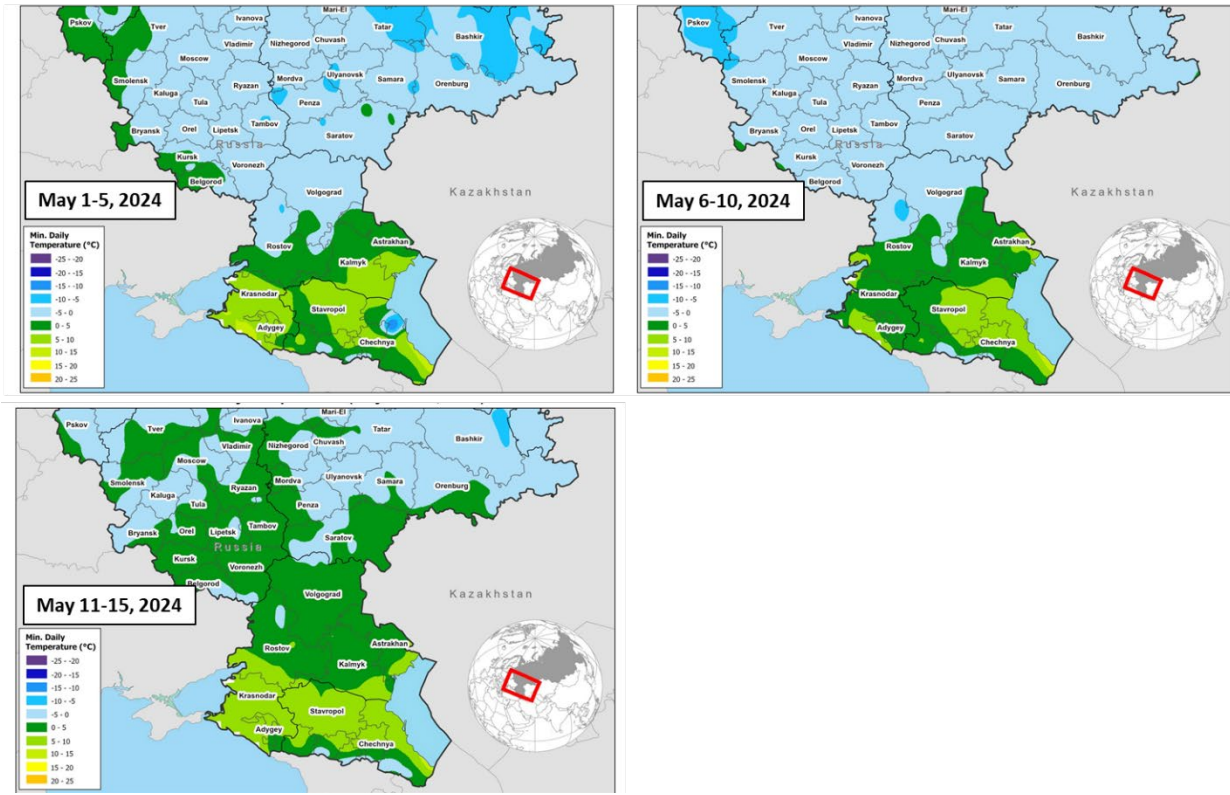 Pskov
Tver
Ivanova
Mari-El
Vladimir
Nizhegorod
Chuvash
Tatar
Bashkir
Moscow
Smolensk
Kaluga
Ryazan
Mordva
Ulyanovsk
Samara
Orenburg
Tula
Penza
Bryansk
Orel
Lipetsk
Tambov
Saratov
Russia
Kursk
Voronezh
Belgorod
Kazakhstan
May 1-5, 2024
Volgograd
Min. Daily
Temperature (°C)
-25 - -20
-20 - -15
-15 - -10
-10 - -5
-5 - 0
0 - 5
5 - 10
10 - 15
15 - 20
20 - 25
Rostov
Astrakhan
Kalmyk
Krasnodar
Stavropol
Adygey
Chechnya
Pskov
Tver
Ivanova
Mari-El
Vladimir
Nizhegorod
Chuvash
Tatar
Bashkir
Moscow
Smolensk
Kaluga
Ryazan
Mordva
Ulyanovsk
Samara
Orenburg
Tula
Penza
Bryansk
Orel
Lipetsk
Tambov
Saratov
Russia
Kursk
Voronezh
Belgorod
Kazakhstan
May 6-10, 2024
Volgograd
Min. Daily
Temperature (°C)
-25 - -20
-20 - -15
-15 - -10
-10 - -5
-5 - 0
0 - 5
5 - 10
10 - 15
15 - 20
20 - 25
Rostov
Astrakhan
Kalmyk
Krasnodar
Stavropol
Adygey
Chechnya
Pskov
Tver
Ivanova
Mari-El
Vladimir
Nizhegorod
Chuvash
Tatar
Bashkir
Moscow
Smolensk
Kaluga
Ryazan
Mordva
Ulyanovsk
Samara
Orenburg
Tula
Penza
Bryansk
Orel
Lipetsk
Tambov
Saratov
Russia
Kursk
Voronezh
Belgorod
Kazakhstan
May 11-15, 2024
Volgograd
Min. Daily
Temperature (°C)
-25 - -20
-20 - -15
-15 - -10
-10 - -5
-5 - 0
0 - 5
5 - 10
10 - 15
15 - 20
20 - 25
Rostov
Astrakhan
Kalmyk
Krasnodar
Stavropol
Adygey
Chechnya